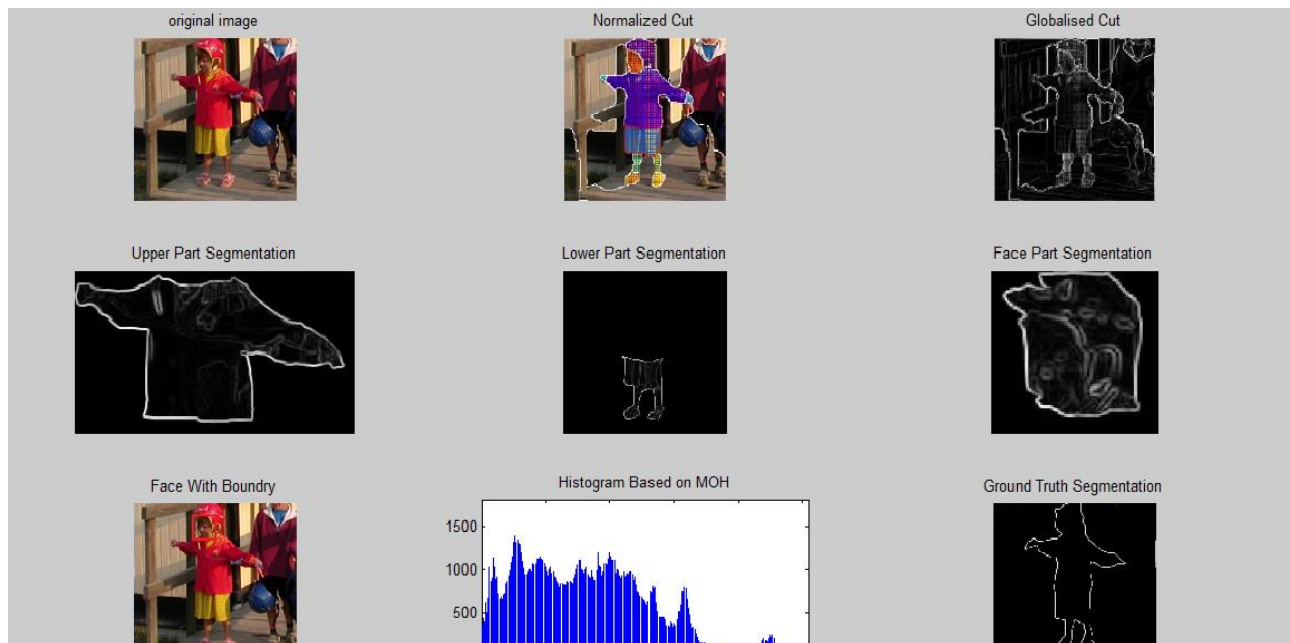 original image
Normalized Cut
Globalised Cut
Upper Part Segmentation
Lower Part Segmentation
Face Part Segmentation
Face With Boundry
Histogram Based on MOH
Ground Truth Segmentation
1500
1000
500